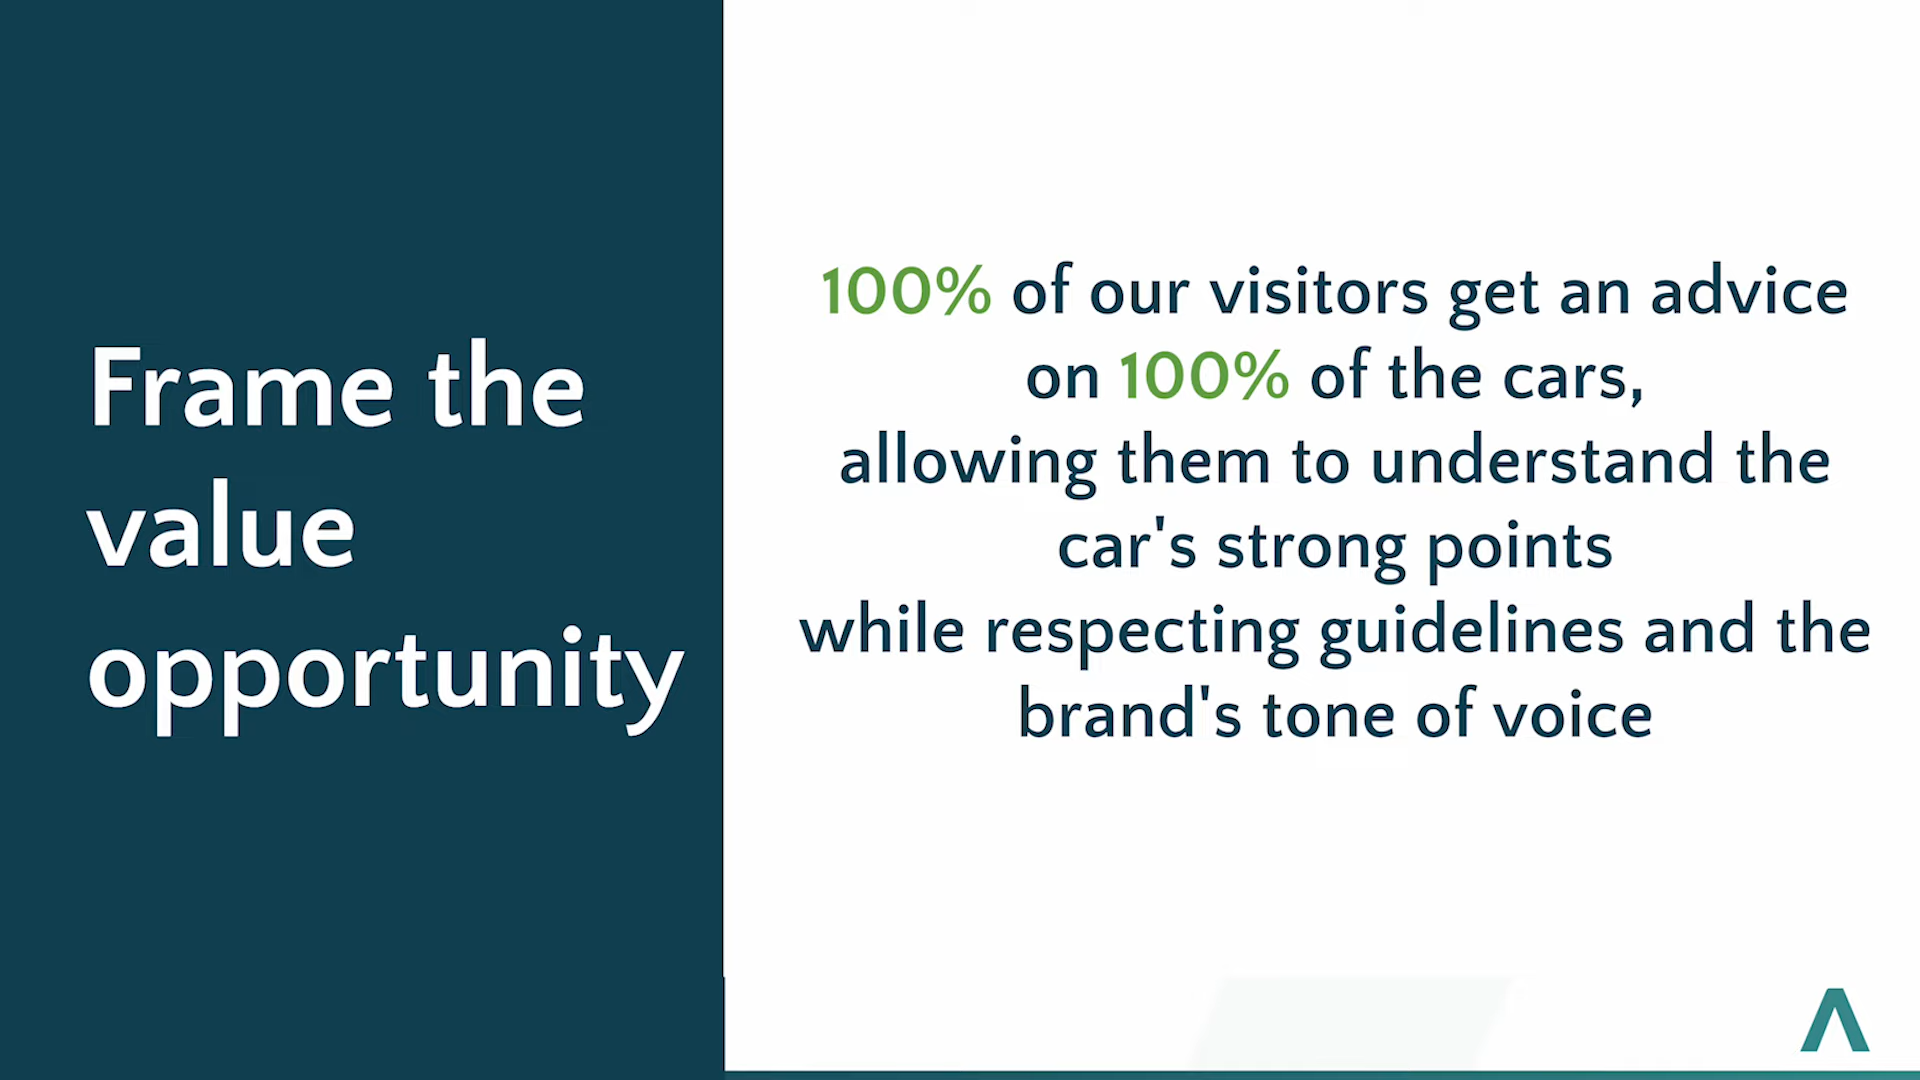 Frame the
value
opportunity
100% of our visitors get an advice
on 100% of the cars,
allowing them to understand the
car's strong points
while respecting guidelines and the
brand's tone of voice